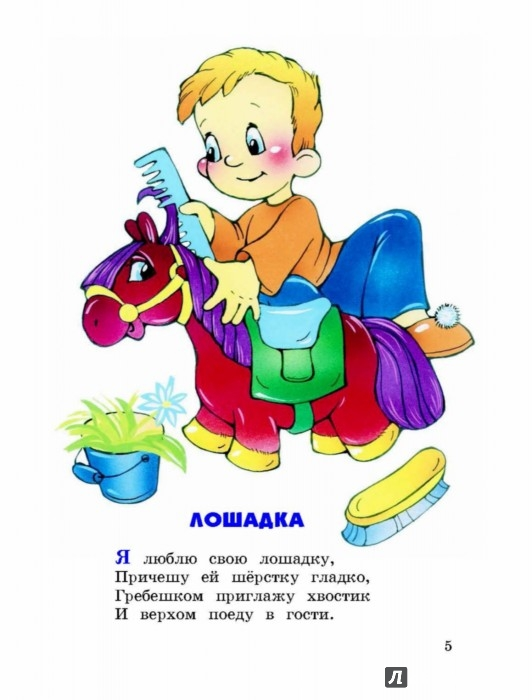 ЛОШАДКА
Я люблю свою лошадку,
Причешу ей шёрстку гладко,
Гребешком приглажу хвостик
И верхом поеду в гости.
5
Л